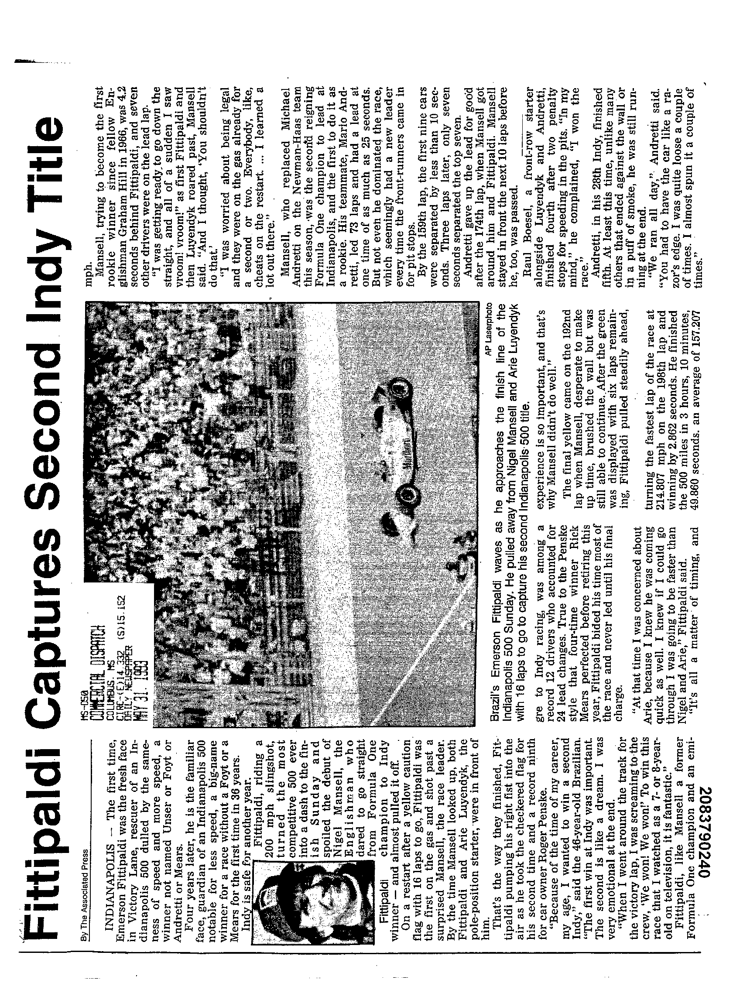 Fittipaldi Captures Second Indy Title
By The Associated Press
INDIANAPOLIS — The first time,
Emerson Fittipaldi was the fresh face
in Victory Lane, rescuer of an In-
dianapolis 500 dulled by the same-
ness of speed and more speed, a
winner not named Unser or Foyt or
Andretti or Mears.
Four years later, he is the familiar
face, guardian of an Indianapolis 500
notable for less speed, a big-name
winner for a race without a Foyt or a
Mears for the first time in 36 years.
Indy is safe for another year.
Fittipaldi, riding a
200 mph slingshot,
turned the most
competitive 500 ever
into a dash to the fin-
ish Sunday and
spoiled the debut of
Nigel Mansell, the
Englishman who
dared to go straight
from Formula One
champion to Indy
Fittipaldi
winner — and almost pulled it off.
On a restart after a yellow caution
flag with 16 laps to go, Fittipaldi was
the first on the gas and shot past a
surprised Mansell, the race leader.
By the time Mansell looked up, both
Fittipaldi and Arie Luyendyk, the
pole-position starter, were in front of
him.
That's the way they finished, Fit-
tipaldi pumping his right fist into the
air as he took the checkered flag for
his second time and a record ninth
for car owner Roger Penske.
"Because of the time of my career,
my age, I wanted to win a second
Indy," said the 46-year-old Brazilian.
"The first win at Indy was important.
The second is like a dream. I was
very emotional at the end.
"When I went around the track for
the victory lap, I was screaming to the
crew, 'We won! We won!' To win this
race that I watched as a 7- or 8-year-
old on television, it is fantastic."
Fittipaldi, like Mansell a former
Formula One champion and an emi-
MS-050
COMMERCIAL DISPATCH
COLUMBUS, MS
CIRC-(E)14,332 (S)15,152
DAILY, NEWSPAPER
MAY 31 1993
Marlboro
AP Laserphoto
Brazil's Emerson Fittipaldi waves as he approaches the finish line of the
Indianapolis 500 Sunday. He pulled away from Nigel Mansell and Arie Luyendyk
with 16 laps to go to capture his second Indianapolis 500 title.
gre to Indy racing, was among a
record 12 drivers who accounted for
24 lead changes. True to the Penske
style that four-time winner Rick
Mears perfected before retiring this
year, Fittipaldi bided his time most of
the race and never led until his final
charge.
"At that time I was concerned about
Arie, because I knew he was coming
quick as well. I knew if I could go
through I was going to be faster than
Nigel and Arie," Fittipaldi said.
"It's all a matter of timing, and
experience is so important, and that's
why Mansell didn't do well."
The final yellow came on the 192nd
lap when Mansell, desperate to make
up time, brushed the wall but was
still able to continue. After the green
was displayed with six laps remain-
ing, Fittipaldi pulled steadily ahead,
turning the fastest lap of the race at
214.807 mph on the 198th lap and
winning by 2.862 seconds. He finished
the 500 miles in 3 hours, 10 minutes,
49.860 seconds, an average of 157.207
mph.
Mansell, trying to become the first
rookie winner since fellow En-
glishman Graham Hill in 1966, was 4.2
seconds behind Fittipaldi, and seven
other drivers were on the lead lap.
"I was getting ready to go down the
straight, and all of a sudden I saw
vroom! vroom!" as first Fittipaldi and
then Luyendyk roared past, Mansell
said. "And I thought, 'You shouldn't
do that.'
"I was worried about being legal
and they were on the gas already for
a second or two. Everybody, like,
cheats on the restart. ... I learned a
lot out there."
Mansell, who replaced Michael
Andretti on the Newman-Haas team
this season, was the second reigning
Formula One champion to lead at
Indianapolis, and the first to do it as
a rookie. His teammate, Mario And-
retti, led 73 laps and had a lead at
one time of as much as 25 seconds.
But not even he dominated the race,
which seemingly had a new leader
every time the front-runners came in
for pit stops.
By the 159th lap, the first nine cars
were separated by less than 10 sec-
onds. Three laps later, only seven
seconds separated the top seven.
Andretti gave up the lead for good
after the 174th lap, when Mansell got
around him and Fittipaldi. Mansell
stayed in front the next 10 laps before
he, too, was passed.
Raul Boesel, a front-row starter
alongside Luyendyk and Andretti,
finished fourth after two penalty
stops for speeding in the pits. "In my
mind," he complained, "I won the
race."
Andretti, in his 28th Indy, finished
fifth. At least this time, unlike many
others that ended against the wall or
in a puff of smoke, he was still run-
ning at the end.
"We ran all day," Andretti said.
"You had to have the car like a ra-
zor's edge. I was quite loose a couple
of times. I almost spun it a couple of
times."
2083790240